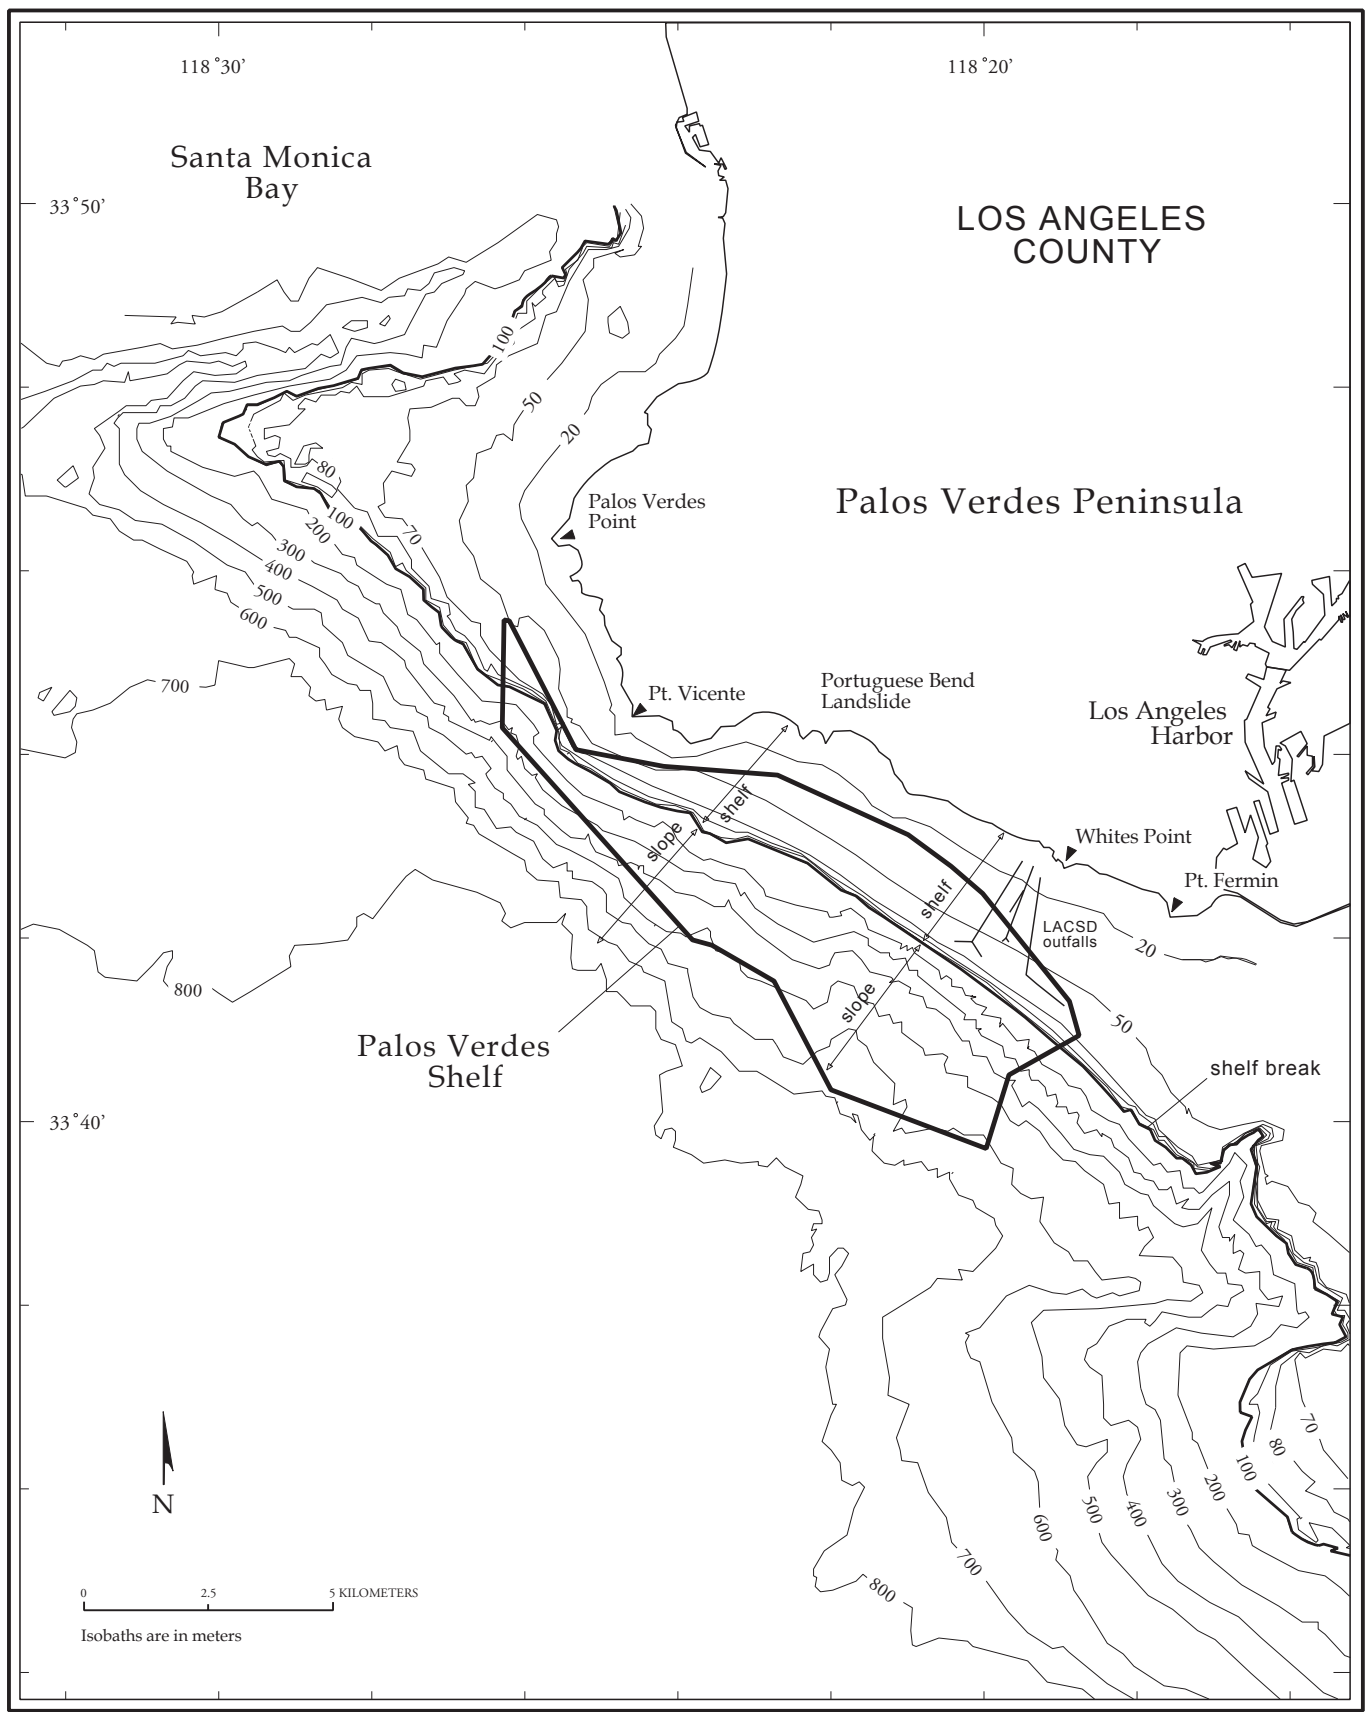 118°30’
118°20’
Santa Monica
Bay
33°50’
LOS ANGELES
COUNTY
100
50
20
80
Palos Verdes
Point
Palos Verdes Peninsula
100
200
70
300
400
500
600
700
Pt. Vicente
Portuguese Bend
Landslide
Los Angeles
Harbor
shelf
slope
Whites Point
Pt. Fermin
shelf
LACSD
outfalls
20
800
slope
50
Palos Verdes
Shelf
shelf break
33°40’
70
80
100
200
300
400
500
600
700
800
N
0 2.5 5 KILOMETERS
Isobaths are in meters